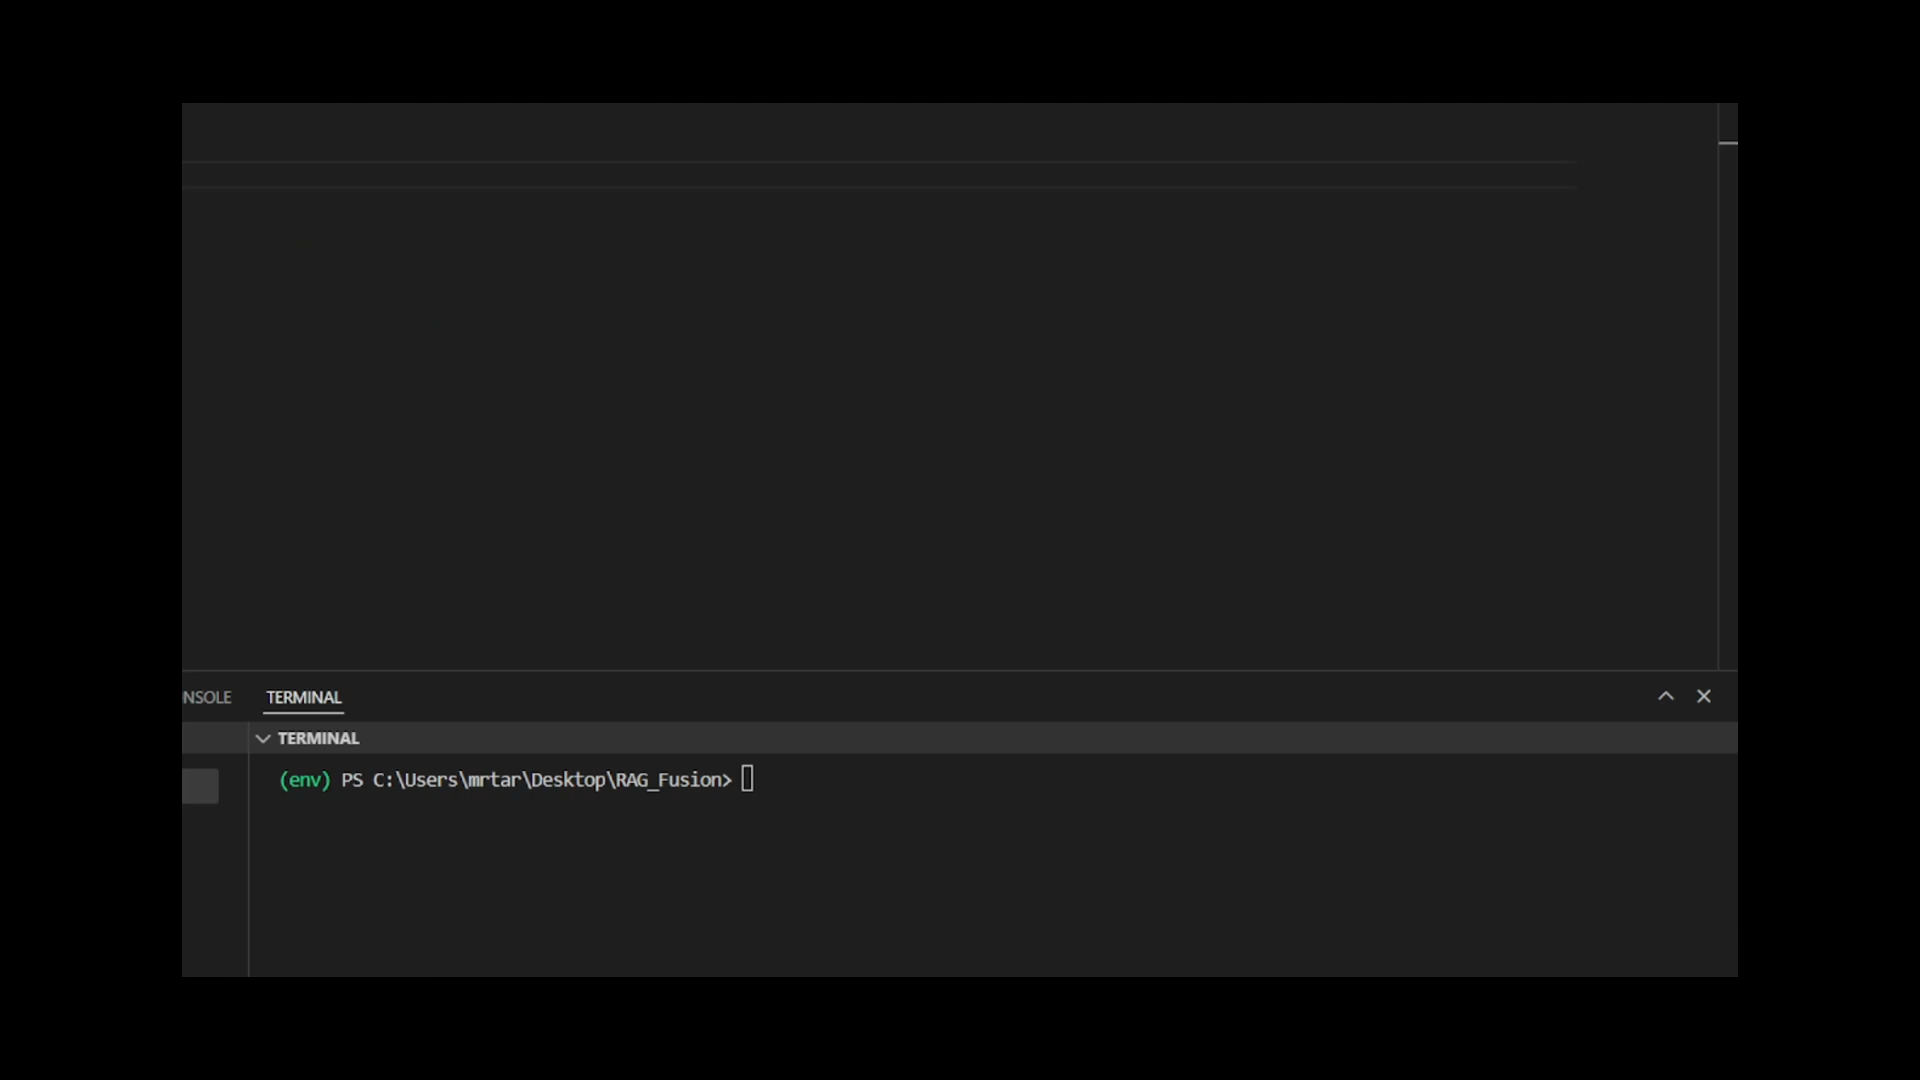 NSOLE TERMINAL
TERMINAL
(env) PS C:\Users\mrtar\Desktop\RAG_Fusion>